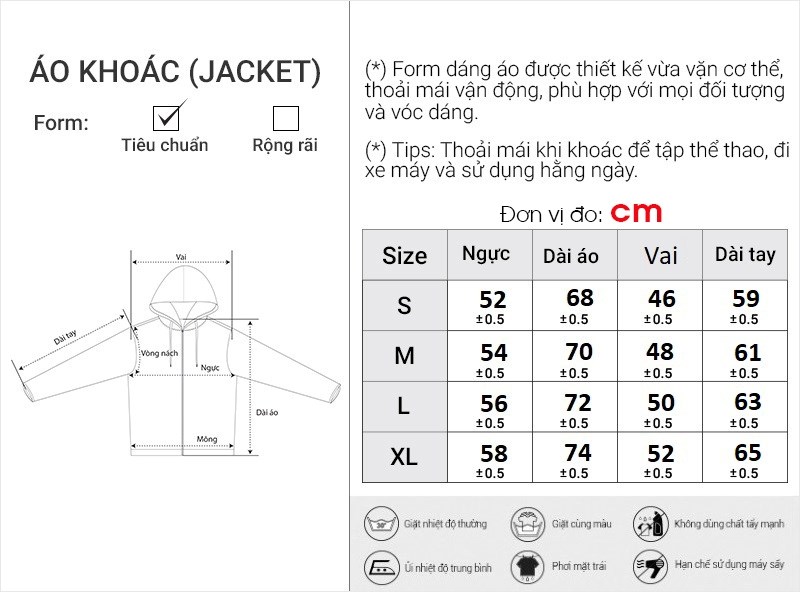 ÁO KHOÁC (JACKET)
Form:
Tiêu chuẩn
Rộng rãi
Vai
Dài tay
Vòng nách
Ngực
Dài áo
Mông
(*) Form dáng áo được thiết kế vừa vặn cơ thể,
thoải mái vận động, phù hợp với mọi đối tượng
và vóc dáng.
(*) Tips: Thoải mái khi khoác để tập thể thao, đi
xe máy và sử dụng hằng ngày.
Đơn vị đo: cm
Size Ngực Dài áo Vai Dài tay
S 52 ±0.5 68 ±0.5 46 ±0.5 59 ±0.5
M 54 ±0.5 70 ±0.5 48 ±0.5 61 ±0.5
L 56 ±0.5 72 ±0.5 50 ±0.5 63 ±0.5
XL 58 ±0.5 74 ±0.5 52 ±0.5 65 ±0.5
30° Giặt nhiệt độ thường
Giặt cùng màu
Không dùng chất tẩy mạnh
Ủi nhiệt độ trung bình
Phơi mặt trái
Hạn chế sử dụng máy sấy